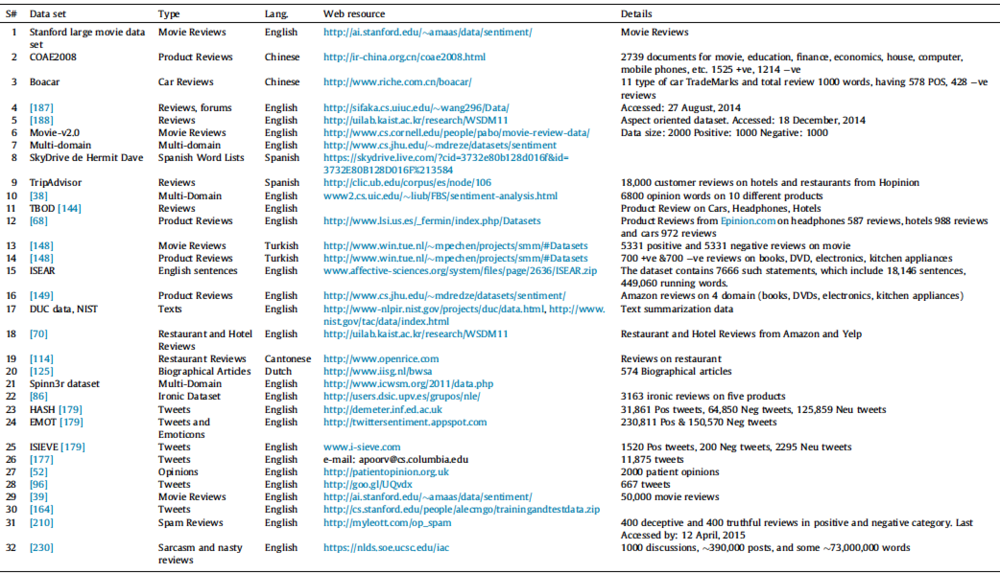 S# Data set Type Lang. Web resource Details
1 Stanford large movie data Movie Reviews English http://ai.stanford.edu/~amaas/data/sentiment/ Movie Reviews
set
2 COAE2008 Product Reviews Chinese http://ir-china.org.cn/coae2008.html 2739 documents for movie, education, finance, economics, house, computer,
mobile phones, etc. 1525 +ve, 1214 −ve
3 Boacar Car Reviews Chinese http://www.riche.com.cn/boacar/ 11 type of car TradeMarks and total review 1000 words, having 578 POS, 428 −ve
reviews
4 [187] Reviews, forums English http://sifaka.cs.uiuc.edu/~wang296/Data/ Accessed: 27 August, 2014
5 [188] Reviews English http://uilab.kaist.ac.kr/research/WSDM11 Aspect oriented dataset. Accessed: 18 December, 2014
6 Movie-v2.0 Movie Reviews English http://www.cs.cornell.edu/people/pabo/movie-review-data/ Data size: 2000 Positive: 1000 Negative: 1000
7 Multi-domain Multi-domain English http://www.cs.jhu.edu/~mdreze/datasets/sentiment
8 SkyDrive de Hermit Dave Spanish Word Lists Spanish https://skydrive.live.com/?cid=3732e80b128d016f&id=
3732E80B128D016F%213584
9 TripAdvisor Reviews Spanish http://clic.ub.edu/corpus/es/node/106 18,000 customer reviews on hotels and restaurants from Hopinion
10 [38] Multi-Domain English www2.cs.uic.edu/~liub/FBS/sentiment-analysis.html 6800 opinion words on 10 different products
11 TBOD [144] Reviews English Product Review on Cars, Headphones, Hotels
12 [68] Product Reviews English http://www.lsi.us.es/_fermin/index.php/Datasets Product Reviews from Epinion.com on headphones 587 reviews, hotels 988 reviews
and cars 972 reviews
13 [148] Movie Reviews Turkish http://www.win.tue.nl/~mpechen/projects/smm/#Datasets 5331 positive and 5331 negative reviews on movie
14 [148] Product Reviews Turkish http://www.win.tue.nl/~mpechen/projects/smm/#Datasets 700 +ve &700 −ve reviews on books, DVD, electronics, kitchen appliances
15 ISEAR English sentences English www.affective-sciences.org/system/files/page/2636/ISEAR.zip The dataset contains 7666 such statements, which include 18,146 sentences,
449,060 running words.
16 [149] Product Reviews English http://www.cs.jhu.edu/~mdredze/datasets/sentiment/ Amazon reviews on 4 domain (books, DVDs, electronics, kitchen appliances)
17 DUC data, NIST Texts English http://www-nlpir.nist.gov/projects/duc/data.html, http://www. Text summarization data
nist.gov/tac/data/index.html
18 [70] Restaurant and Hotel English http://uilab.kaist.ac.kr/research/WSDM11 Restaurant and Hotel Reviews from Amazon and Yelp
Reviews
19 [114] Restaurant Reviews Cantonese http://www.openrice.com Reviews on restaurant
20 [125] Biographical Articles Dutch http://www.iisg.nl/bwsa 574 Biographical articles
21 Spinn3r dataset Multi-Domain English http://www.icwsm.org/2011/data.php
22 [86] Ironic Dataset English http://users.dsic.upv.es/grupos/nle/ 3163 ironic reviews on five products
23 HASH [179] Tweets English http://demeter.inf.ed.ac.uk 31,861 Pos tweets, 64,850 Neg tweets, 125,859 Neu tweets
24 EMOT [179] Tweets and English http://twittersentiment.appspot.com 230,811 Pos & 150,570 Neg tweets
Emoticons
25 ISIEVE [179] Tweets English www.i-sieve.com 1520 Pos tweets, 200 Neg tweets, 2295 Neu tweets
26 [177] Tweets English e-mail: apoorv@cs.columbia.edu 11,875 tweets
27 [52] Opinions English http://patientopinion.org.uk 2000 patient opinions
28 [96] Tweets English http://goo.gl/UQvdx 667 tweets
29 [39] Movie Reviews English http://ai.stanford.edu/~amaas/data/sentiment/ 50,000 movie reviews
30 [164] Tweets English http://cs.stanford.edu/people/alecmgo/trainingandtestdata.zip
31 [210] Spam Reviews English http://myleott.com/op_spam 400 deceptive and 400 truthful reviews in positive and negative category. Last
Accessed by: 12 April, 2015
32 [230] Sarcasm and nasty English https://nlds.soe.ucsc.edu/iac 1000 discussions, ~390,000 posts, and some ~73,000,000 words
reviews